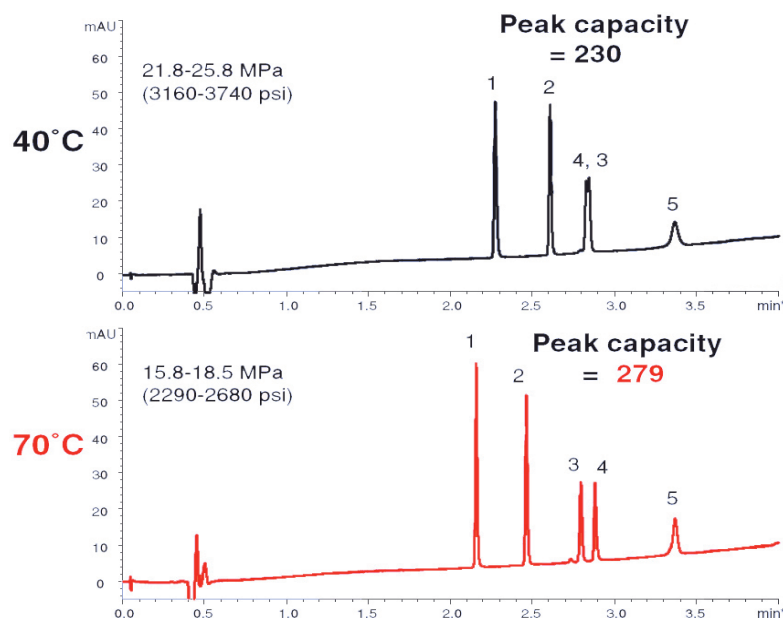 mAU
Peak capacity
= 230
60
50
40
30
20
10
0
21.8-25.8 MPa
(3160-3740 psi)
40°C
1
2
4, 3
5
0.0 0.5 1.0 1.5 2.0 2.5 3.0 3.5 min'
mAU
Peak capacity
= 279
60
50
40
30
20
10
0
15.8-18.5 MPa
(2290-2680 psi)
70°C
1
2
3
4
5
0.0 0.5 1.0 1.5 2.0 2.5 3.0 3.5 min'